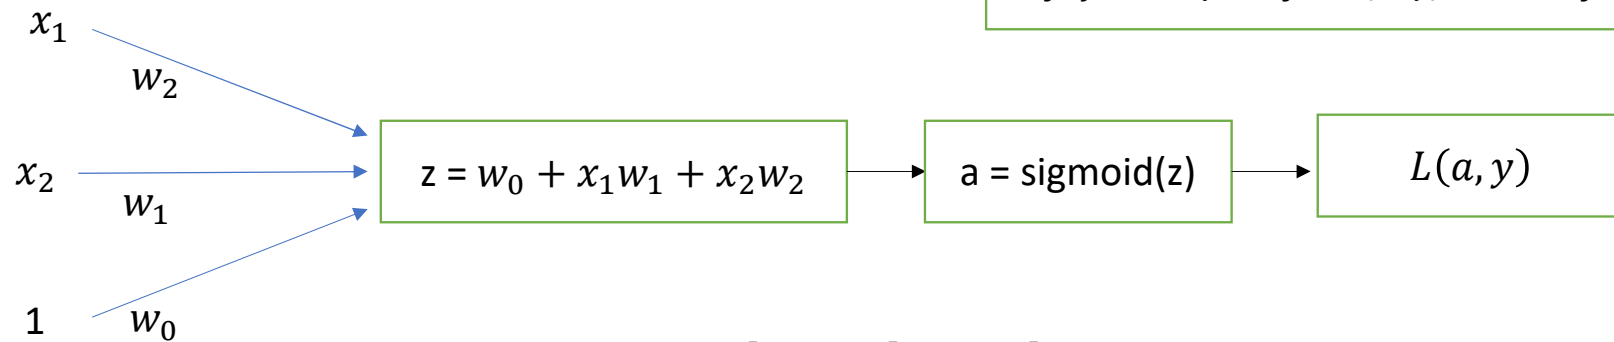 x₁
w₂
x₂
w₁
1
w₀
z = w₀ + x₁w₁ + x₂w₂
a = sigmoid(z)
L(a, y)